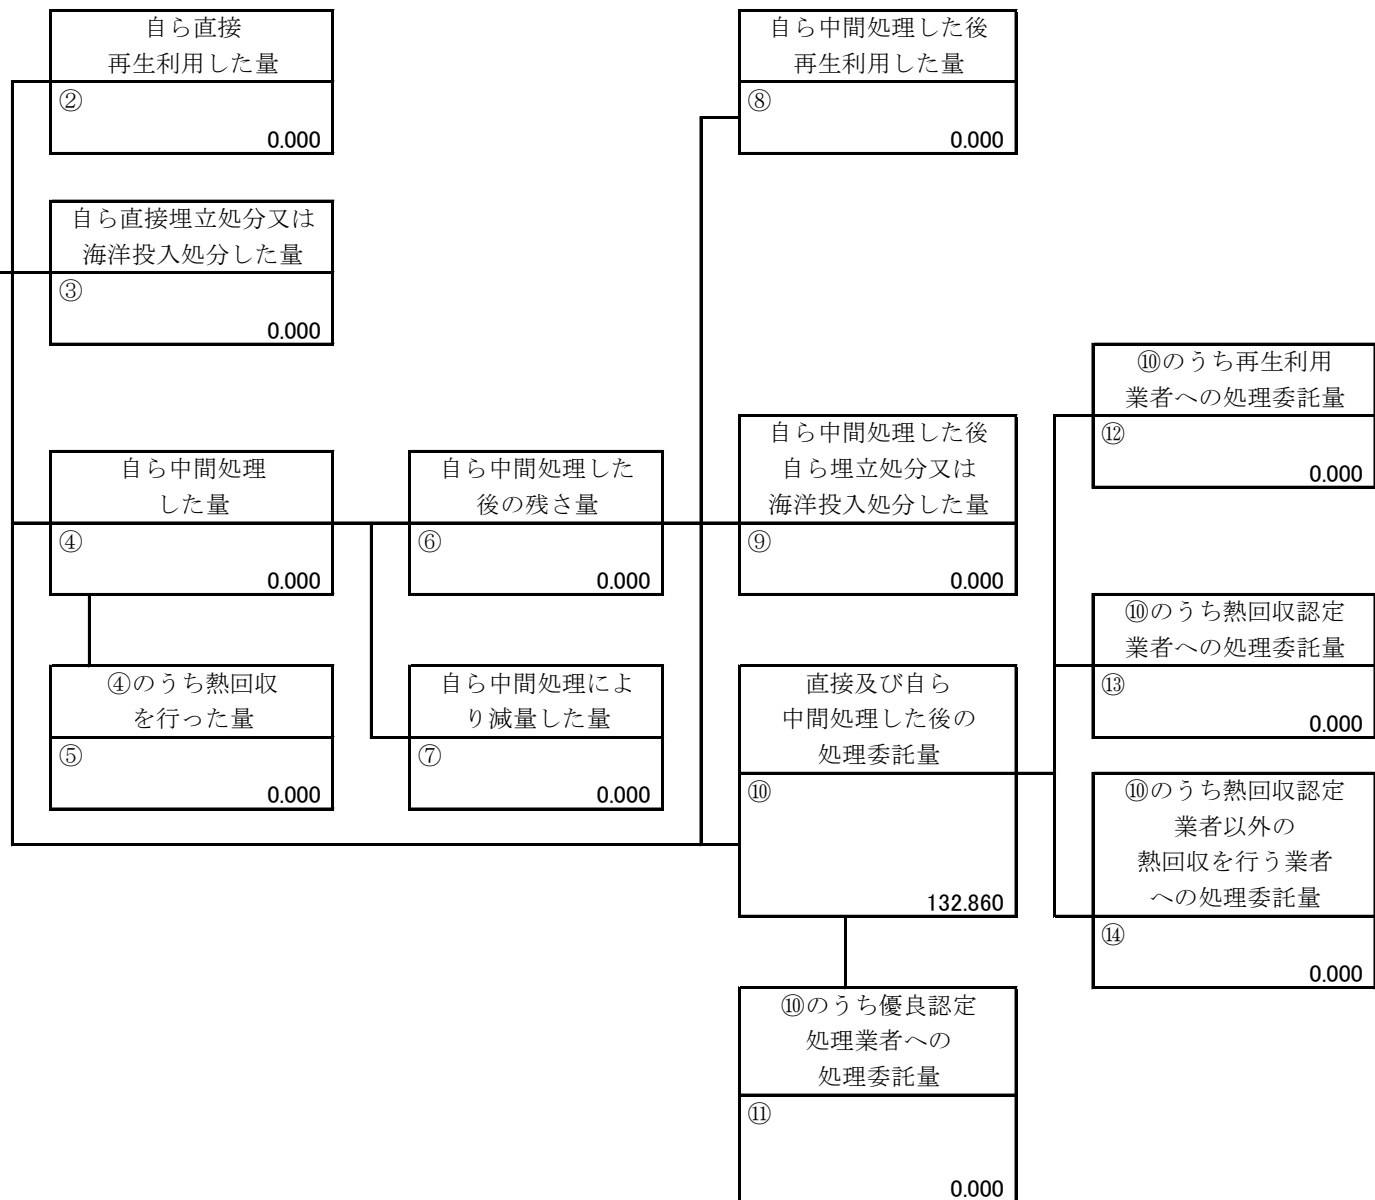 自ら直接
再生利用した量
②
0.000
自ら中間処理した後
再生利用した量
⑧
0.000
自ら直接埋立処分又は
海洋投入処分した量
③
0.000
⑩のうち再生利用
業者への処理委託量
⑫
0.000
自ら中間処理
した量
④
0.000
自ら中間処理した
後の残さ量
⑥
0.000
自ら中間処理した後
自ら埋立処分又は
海洋投入処分した量
⑨
0.000
⑩のうち熱回収認定
業者への処理委託量
⑬
0.000
④のうち熱回収
を行った量
⑤
0.000
自ら中間処理によ
り減量した量
⑦
0.000
直接及び自ら
中間処理した後の
処理委託量
⑩
132.860
⑩のうち熱回収認定
業者以外の
熱回収を行う業者
への処理委託量
⑭
0.000
⑩のうち優良認定
処理業者への
処理委託量
⑪
0.000